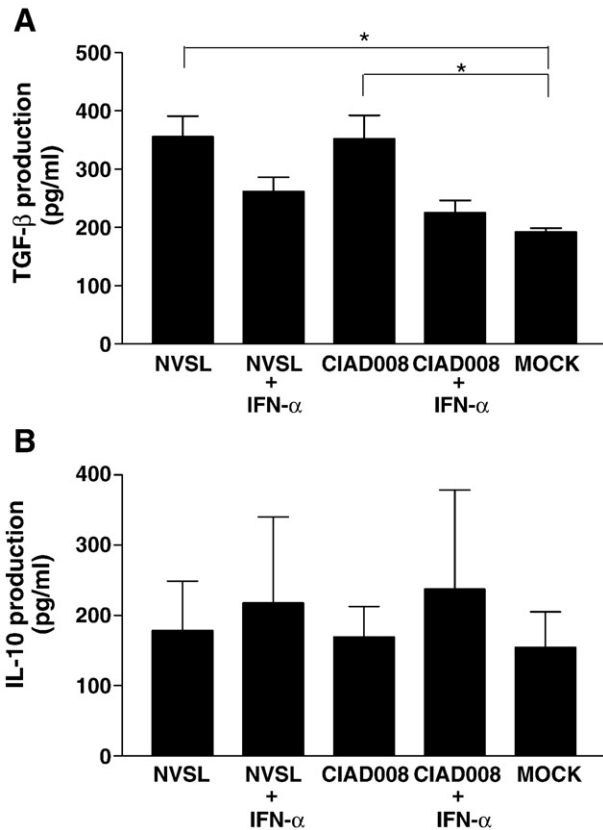 A
500
400
300
200
100
0
TGF-β production
(pg/ml)
*
*
NVSL
NVSL
+
IFN-α
CIAD008
CIAD008
+
IFN-α
MOCK
B
400
300
200
100
0
IL-10 production
(pg/ml)
NVSL
NVSL
+
IFN-α
CIAD008
CIAD008
+
IFN-α
MOCK